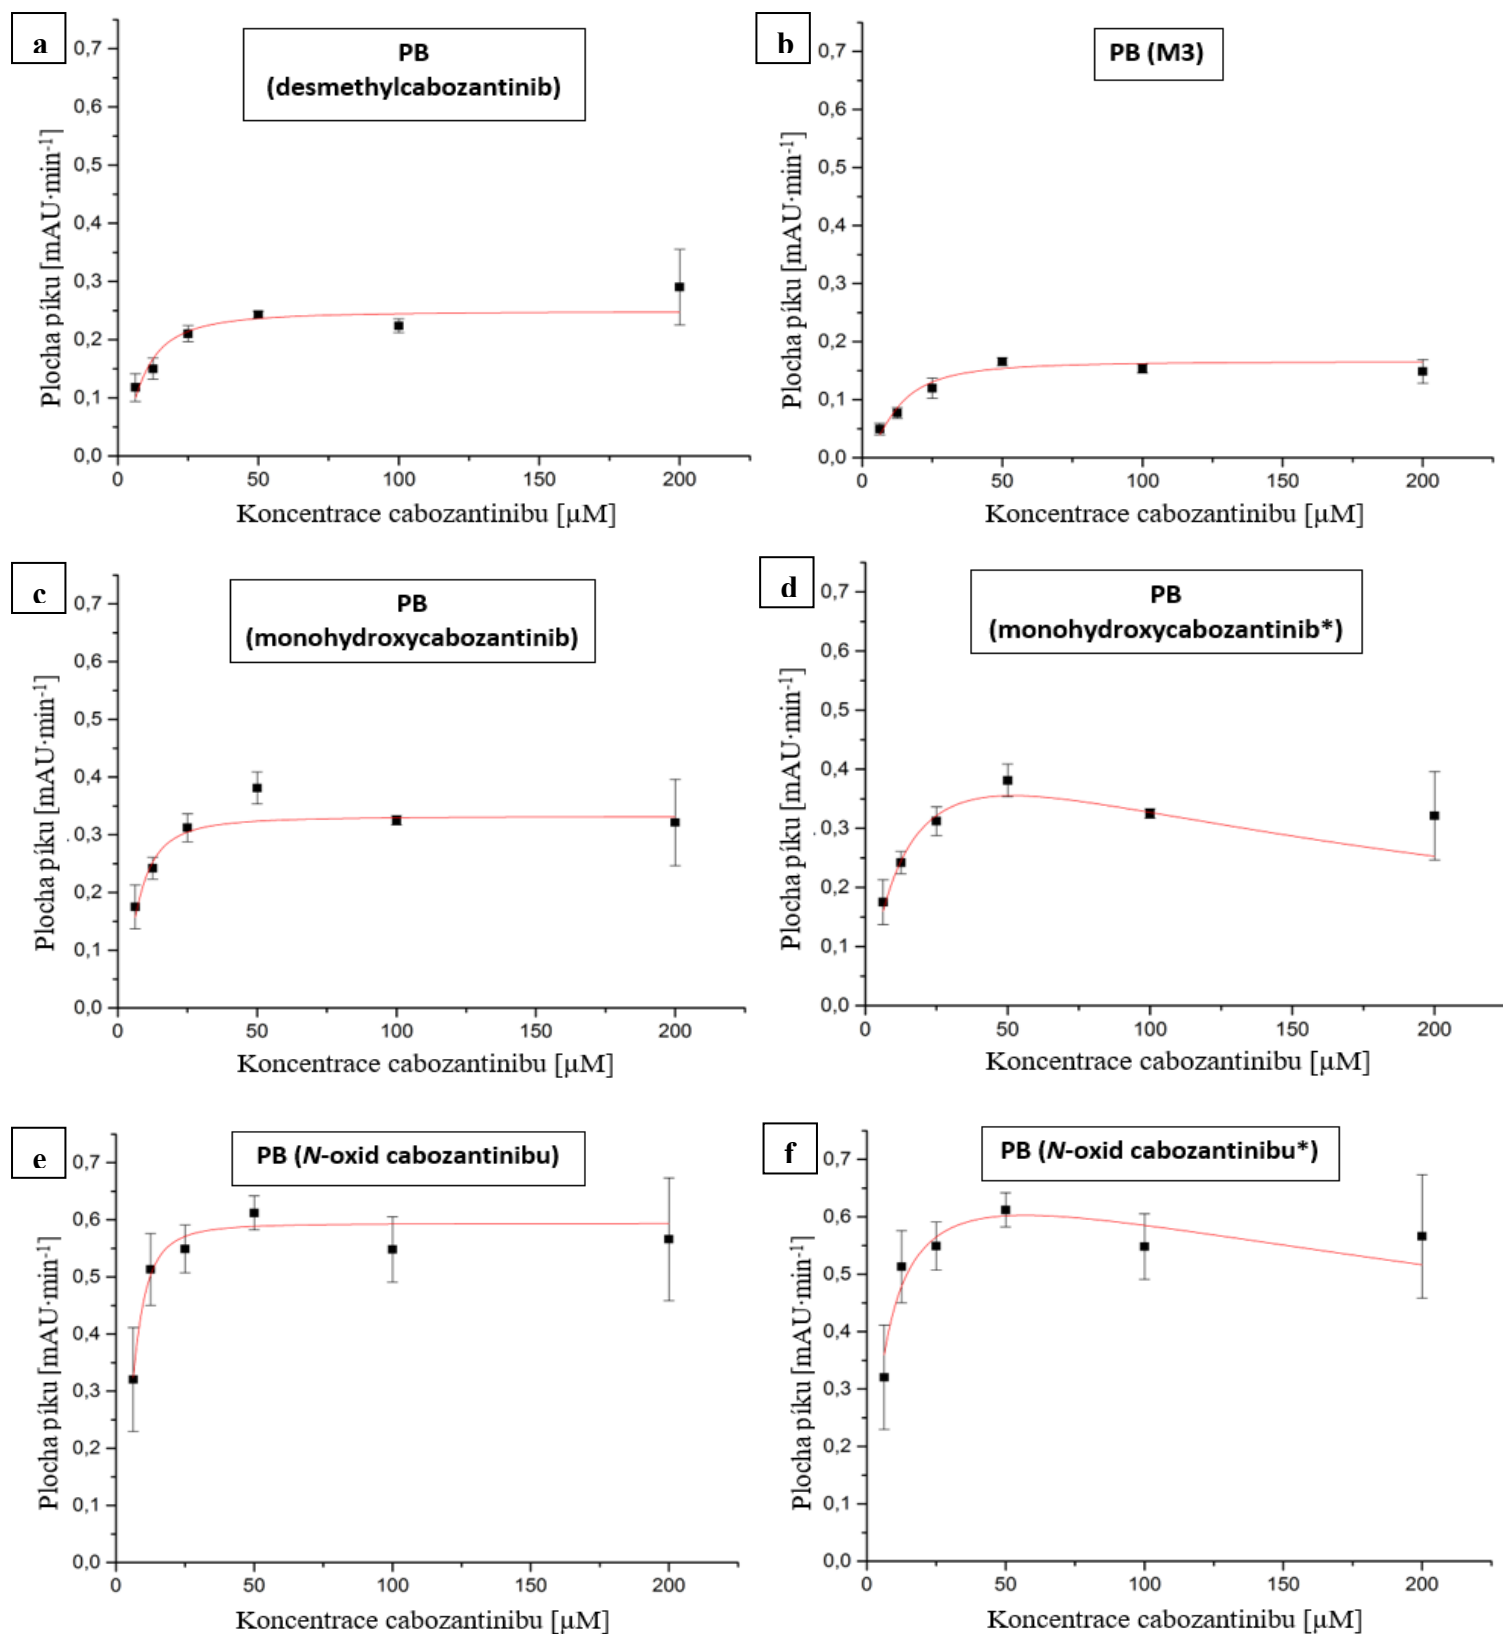 a
PB
(desmethylcabozantinib)
0,7
0,6
0,5
0,4
0,3
0,2
0,1
0,0
Plocha píku [mAU·min⁻¹]
0 50 100 150 200
Koncentrace cabozantinibu [µM]
b
PB (M3)
0,7
0,6
0,5
0,4
0,3
0,2
0,1
0,0
Plocha píku [mAU·min⁻¹]
0 50 100 150 200
Koncentrace cabozantinibu [µM]
c
PB
(monohydroxycabozantinib)
0,7
0,6
0,5
0,4
0,3
0,2
0,1
0,0
Plocha píku [mAU·min⁻¹]
0 50 100 150 200
Koncentrace cabozantinibu [µM]
d
PB
(monohydroxycabozantinib*)
0,7
0,6
0,5
0,4
0,3
0,2
0,1
0,0
Plocha píku [mAU·min⁻¹]
0 50 100 150 200
Koncentrace cabozantinibu [µM]
e
PB (N-oxid cabozantinibu)
0,7
0,6
0,5
0,4
0,3
0,2
0,1
0,0
Plocha píku [mAU·min⁻¹]
0 50 100 150 200
Koncentrace cabozantinibu [µM]
f
PB (N-oxid cabozantinibu*)
0,7
0,6
0,5
0,4
0,3
0,2
0,1
0,0
Plocha píku [mAU·min⁻¹]
0 50 100 150 200
Koncentrace cabozantinibu [µM]